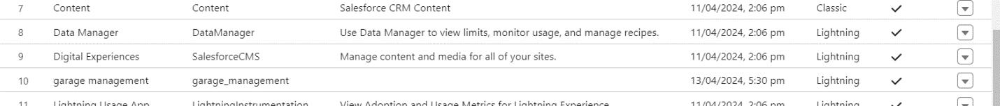 7 Content Content Salesforce CRM Content 11/04/2024, 2:06 pm Classic
8 Data Manager DataManager Use Data Manager to view limits, monitor usage, and manage recipes. 11/04/2024, 2:06 pm Lightning
9 Digital Experiences SalesforceCMS Manage content and media for all of your sites. 11/04/2024, 2:06 pm Lightning
10 garage management garage_management 13/04/2024, 5:30 pm Lightning
11 Lightning Usage App LightningInstrumentation View Adoption and Usage Metrics for Lightning Experience 11/04/2024, 2:06 pm Lightning